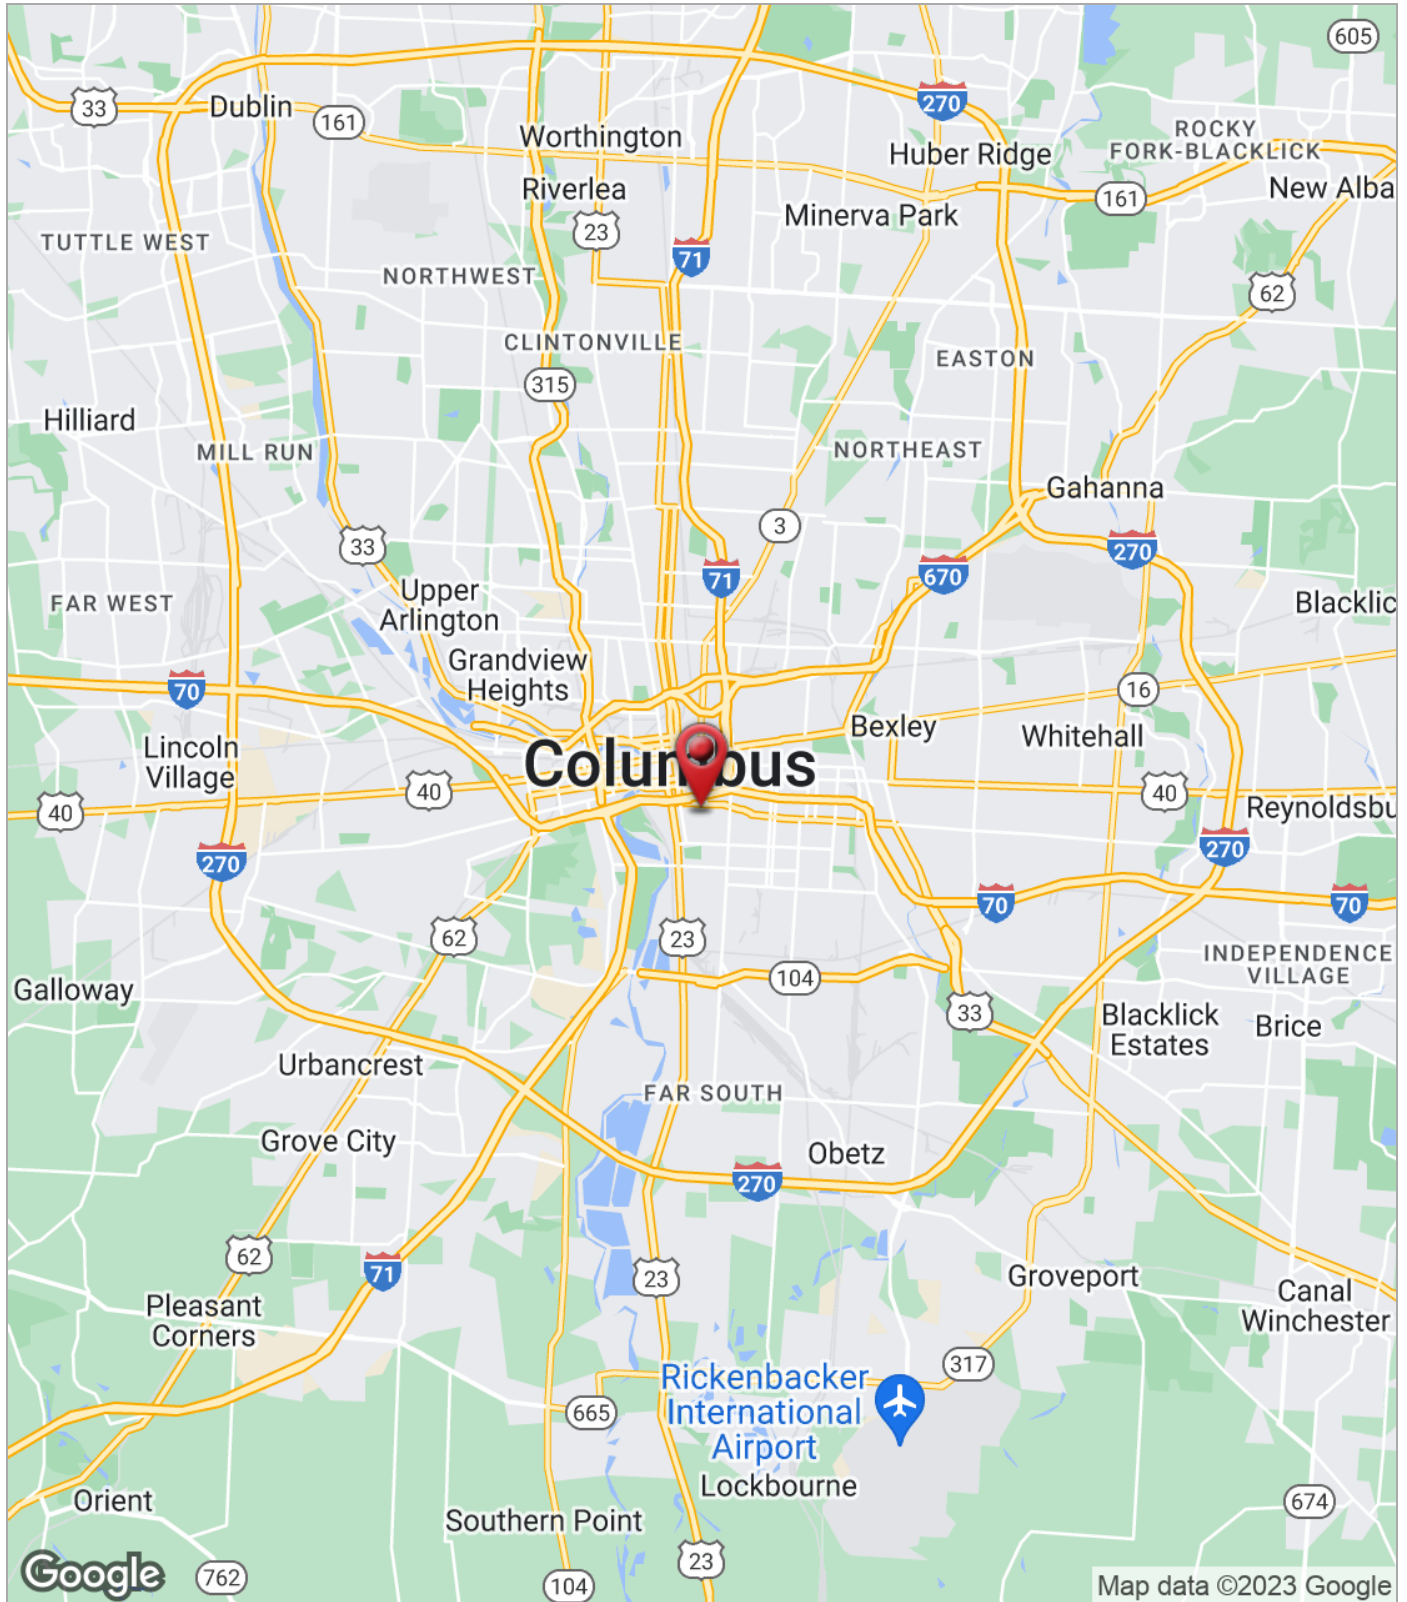 605
33
Dublin
161
270
Worthington
ROCKY
FORK-BLACKLICK
Huber Ridge
Riverlea
New Alba
161
Minerva Park
23
TUTTLE WEST
71
NORTHWEST
62
CLINTONVILLE
EASTON
315
Hilliard
MILL RUN
NORTHEAST
Gahanna
3
33
270
71
670
Upper
Arlington
FAR WEST
Blacklic
Grandview
Heights
70
16
Bexley
Whitehall
Lincoln
Village
Columbus
40
40
40
Reynoldsbu
270
270
70
70
62
23
INDEPENDENCE
VILLAGE
104
Galloway
33
Blacklick
Estates
Brice
Urbancrest
FAR SOUTH
Grove City
Obetz
270
62
71
23
Groveport
Canal
Winchester
Pleasant
Corners
317
Rickenbacker
International
Airport
665
Lockbourne
Orient
674
Southern Point
23
Google
762
104
Map data ©2023 Google